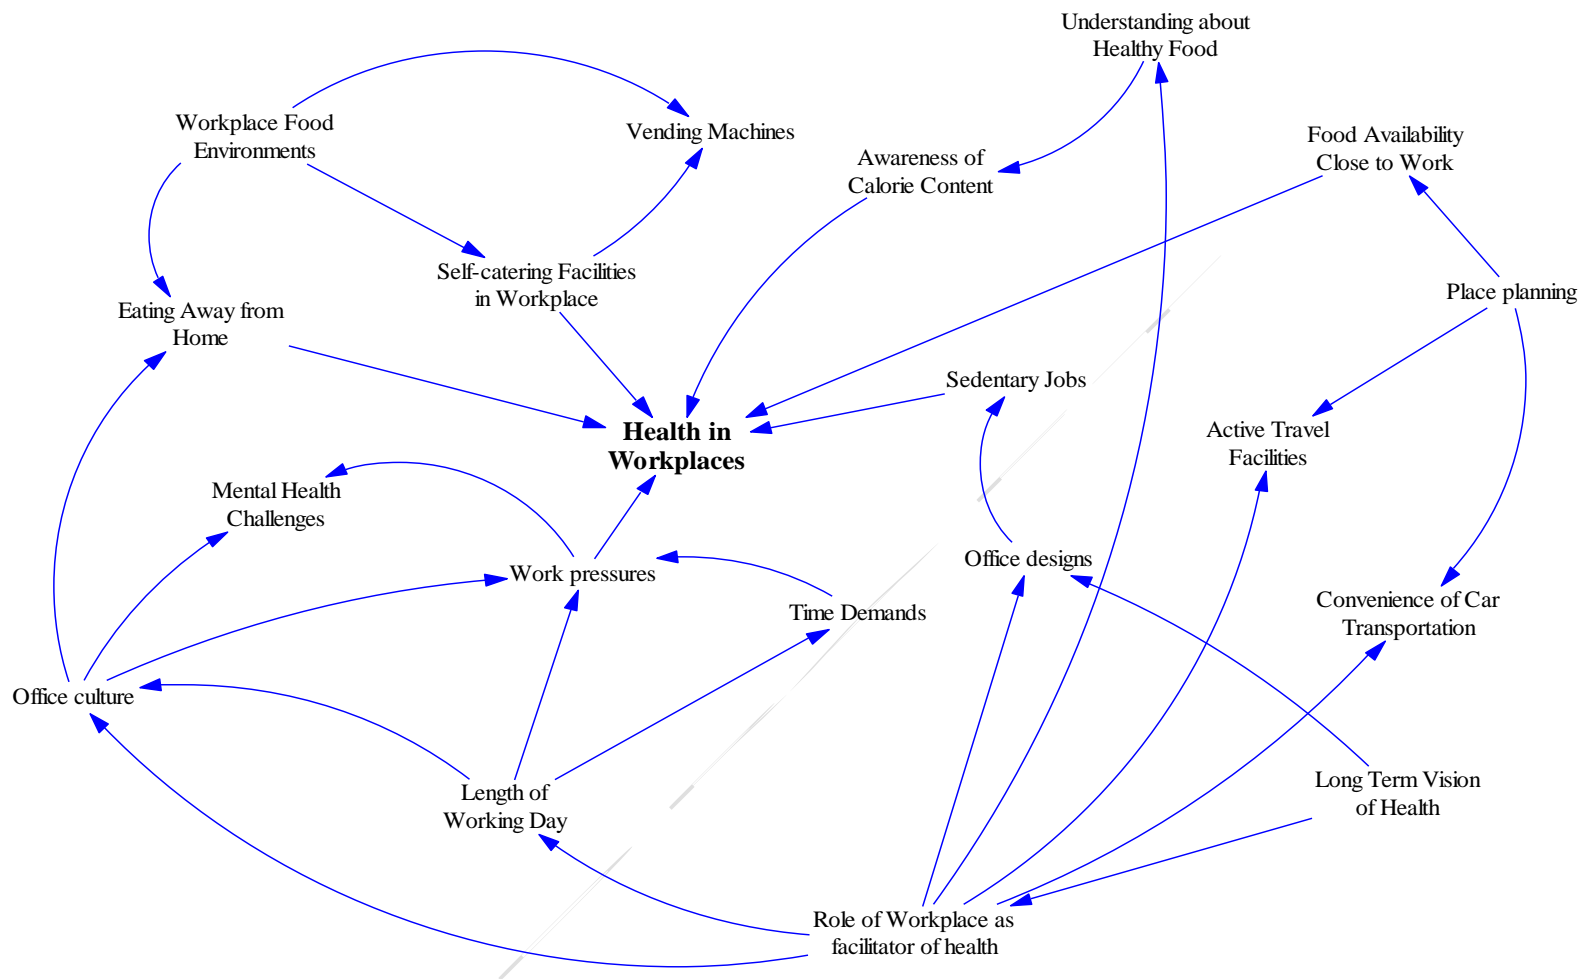 Understanding about
Healthy Food
Workplace Food
Environments
Vending Machines
Food Availability
Close to Work
Awareness of
Calorie Content
Self-catering Facilities
in Workplace
Place planning
Eating Away from
Home
Sedentary Jobs
Health in
Workplaces
Active Travel
Facilities
Mental Health
Challenges
Office designs
Work pressures
Time Demands
Convenience of Car
Transportation
Office culture
Length of
Working Day
Long Term Vision
of Health
Role of Workplace as
facilitator of health